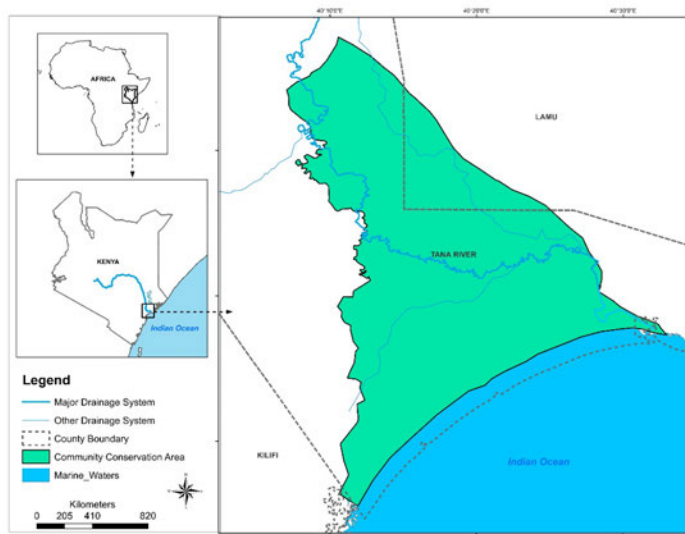 40°10'0"E
40°20'0"E
40°30'0"E
AFRICA
KENYA
Indian Ocean
Legend
Major Drainage System
Other Drainage System
County Boundary
Community Conservation Area
Marine_Waters
Kilometers
0 205 410 820
LAMU
TANA RIVER
KILIFI
Indian Ocean